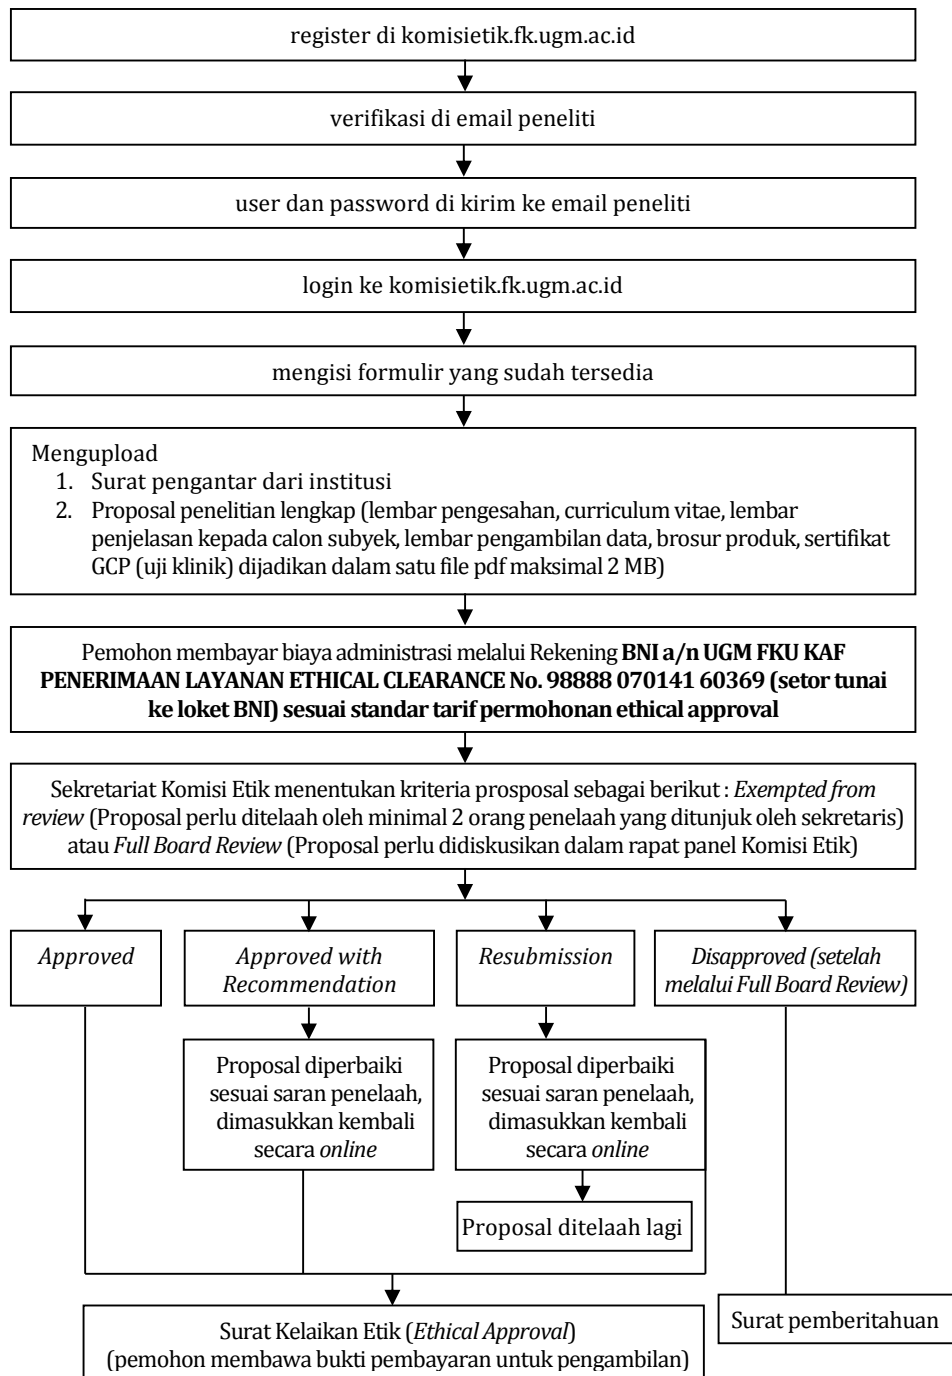 register di komisietik.fk.ugm.ac.id
verifikasi di email peneliti
user dan password di kirim ke email peneliti
login ke komisietik.fk.ugm.ac.id
mengisi formulir yang sudah tersedia
Mengupload
1. Surat pengantar dari institusi
2. Proposal penelitian lengkap (lembar pengesahan, curriculum vitae, lembar
penjelasan kepada calon subyek, lembar pengambilan data, brosur produk, sertifikat
GCP (uji klinik) dijadikan dalam satu file pdf maksimal 2 MB)
Pemohon membayar biaya administrasi melalui Rekening BNI a/n UGM FKU KAF
PENERIMAAN LAYANAN ETHICAL CLEARANCE No. 98888 070141 60369 (setor tunai
ke loket BNI) sesuai standar tarif permohonan ethical approval
Sekretariat Komisi Etik menentukan kriteria prosposal sebagai berikut : Exempted from
review (Proposal perlu ditelaah oleh minimal 2 orang penelaah yang ditunjuk oleh sekretaris)
atau Full Board Review (Proposal perlu didiskusikan dalam rapat panel Komisi Etik)
Approved
Approved with
Recommendation
Resubmission
Disapproved (setelah
melalui Full Board Review)
Proposal diperbaiki
sesuai saran penelaah,
dimasukkan kembali
secara online
Proposal diperbaiki
sesuai saran penelaah,
dimasukkan kembali
secara online
Proposal ditelaah lagi
Surat Kelaikan Etik (Ethical Approval)
(pemohon membawa bukti pembayaran untuk pengambilan)
Surat pemberitahuan